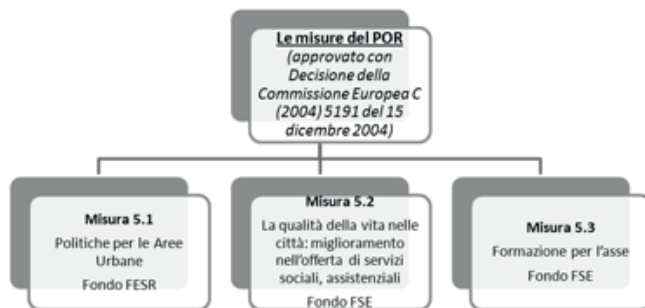 Le misure del POR
(approvato con
Decisione della
Commissione Europea C
(2004) 5191 del 15
dicembre 2004)
Misura 5.1
Politiche per le Aree
Urbane
Fondo FESR
Misura 5.2
La qualità della vita nelle
città: miglioramento
nell'offerta di servizi
sociali, assistenziali
Fondo FSE
Misura 5.3
Formazione per l'asse
Fondo FSE